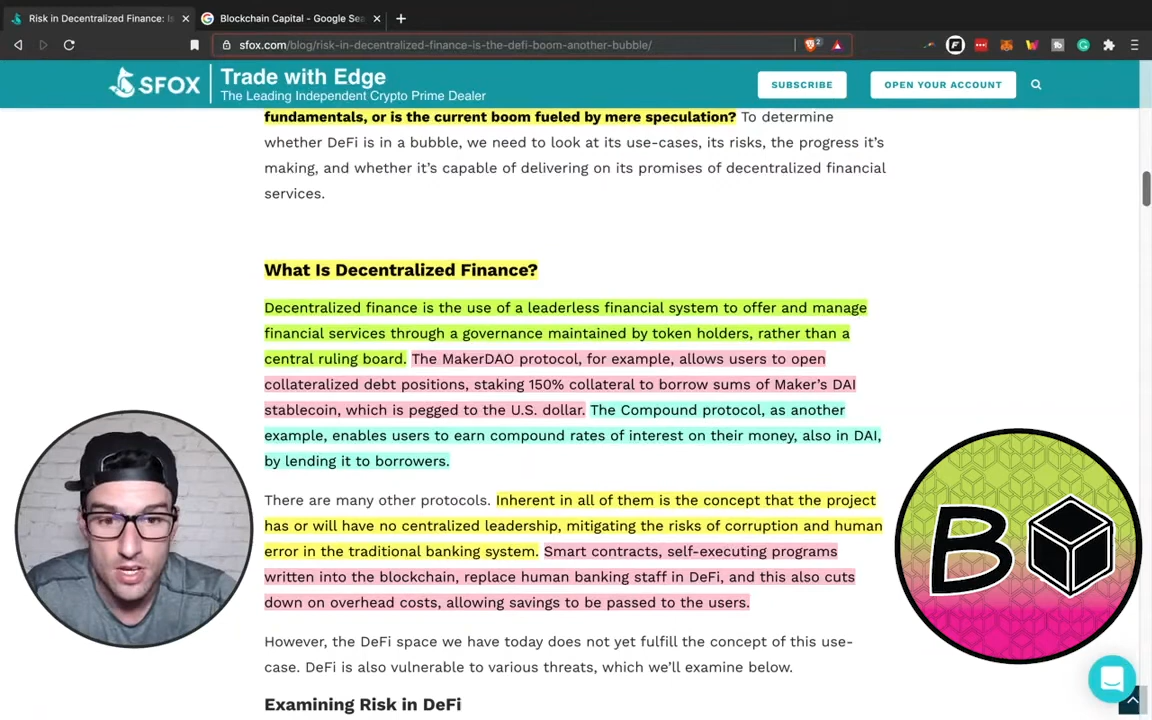 Risk in Decentralized Finance: Is
Blockchain Capital - Google Sea
sfox.com/blog/risk-in-decentralized-finance-is-the-defi-boom-another-bubble/
SFOX
Trade with Edge
The Leading Independent Crypto Prime Dealer
SUBSCRIBE
OPEN YOUR ACCOUNT
fundamentals, or is the current boom fueled by mere speculation? To determine
whether DeFi is in a bubble, we need to look at its use-cases, its risks, the progress it’s
making, and whether it’s capable of delivering on its promises of decentralized financial
services.
What Is Decentralized Finance?
Decentralized finance is the use of a leaderless financial system to offer and manage
financial services through a governance maintained by token holders, rather than a
central ruling board. The MakerDAO protocol, for example, allows users to open
collateralized debt positions, staking 150% collateral to borrow sums of Maker’s DAI
stablecoin, which is pegged to the U.S. dollar. The Compound protocol, as another
example, enables users to earn compound rates of interest on their money, also in DAI,
by lending it to borrowers.
There are many other protocols. Inherent in all of them is the concept that the project
has or will have no centralized leadership, mitigating the risks of corruption and human
error in the traditional banking system. Smart contracts, self-executing programs
written into the blockchain, replace human banking staff in DeFi, and this also cuts
down on overhead costs, allowing savings to be passed to the users.
However, the DeFi space we have today does not yet fulfill the concept of this use-
case. DeFi is also vulnerable to various threats, which we’ll examine below.
Examining Risk in DeFi
B